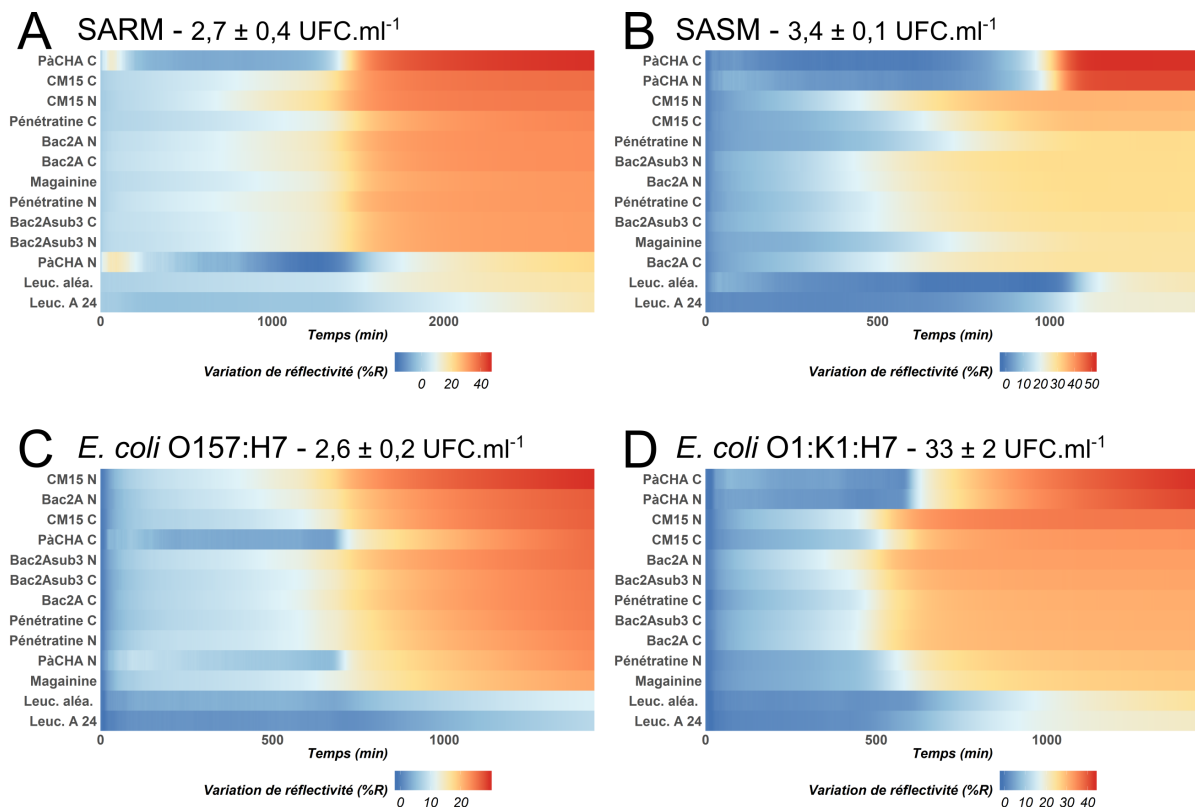 A SARM - 2,7 ± 0,4 UFC.ml⁻¹
PàCHA C
CM15 C
CM15 N
Pénétratine C
Bac2A N
Bac2A C
Magainine
Pénétratine N
Bac2Asub3 C
Bac2Asub3 N
PàCHA N
Leuc. aléa.
Leuc. A 24
0 1000 2000
Temps (min)
Variation de réflectivité (%R)
0 20 40
B SASM - 3,4 ± 0,1 UFC.ml⁻¹
PàCHA C
PàCHA N
CM15 N
CM15 C
Pénétratine N
Bac2Asub3 N
Bac2A N
Pénétratine C
Bac2Asub3 C
Magainine
Bac2A C
Leuc. aléa.
Leuc. A 24
0 500 1000
Temps (min)
Variation de réflectivité (%R)
0 10 20 30 40 50
C E. coli O157:H7 - 2,6 ± 0,2 UFC.ml⁻¹
CM15 N
Bac2A N
CM15 C
PàCHA C
Bac2Asub3 N
Bac2Asub3 C
Bac2A C
Pénétratine C
Pénétratine N
PàCHA N
Magainine
Leuc. aléa.
Leuc. A 24
0 500 1000
Temps (min)
Variation de réflectivité (%R)
0 10 20
D E. coli O1:K1:H7 - 33 ± 2 UFC.ml⁻¹
PàCHA C
PàCHA N
CM15 N
CM15 C
Bac2A N
Bac2Asub3 N
Pénétratine C
Bac2Asub3 C
Bac2A C
Pénétratine N
Magainine
Leuc. aléa.
Leuc. A 24
0 500 1000
Temps (min)
Variation de réflectivité (%R)
0 10 20 30 40